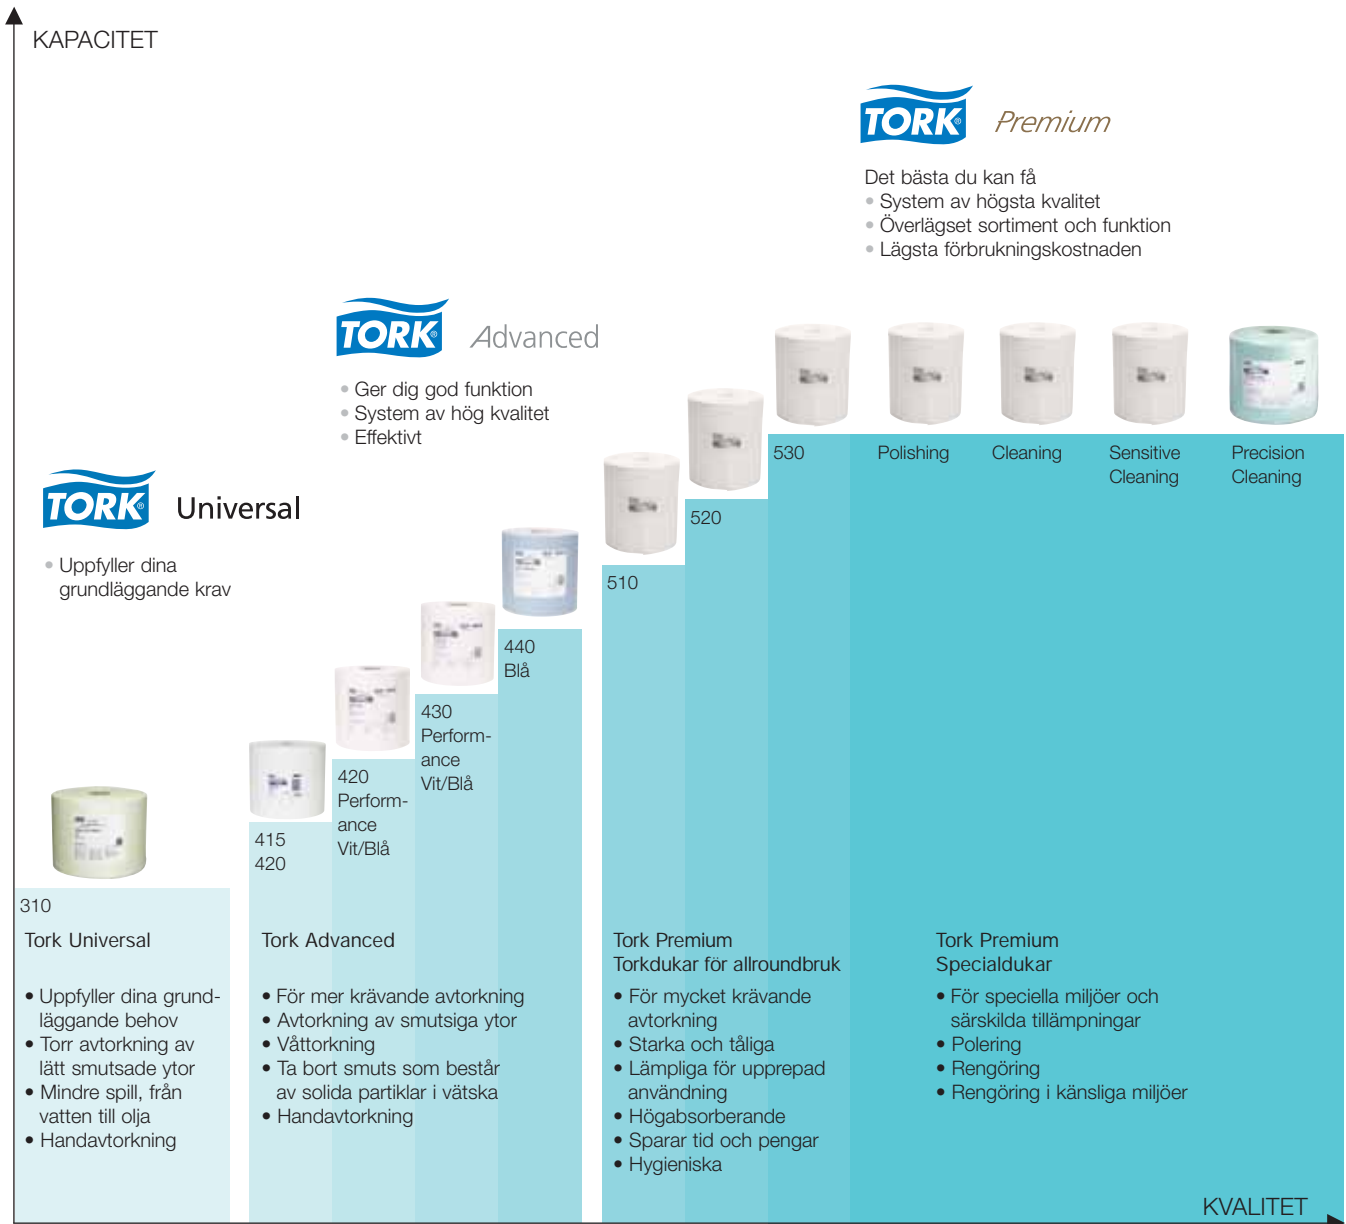 KAPACITET
TORK Premium
Det bästa du kan få
• System av högsta kvalitet
• Överlägset sortiment och funktion
• Lägsta förbrukningskostnaden
TORK Advanced
• Ger dig god funktion
• System av hög kvalitet
• Effektivt
TORK Universal
• Uppfyller dina
grundläggande krav
310
415
420
420
Perform-
ance
Vit/Blå
430
Perform-
ance
Vit/Blå
440
Blå
510
520
530
Polishing
Cleaning
Sensitive
Cleaning
Precision
Cleaning
Tork Universal
• Uppfyller dina grund-
läggande behov
• Torr avtorkning av
lätt smutsade ytor
• Mindre spill, från
vatten till olja
• Handavtorkning
Tork Advanced
• För mer krävande avtorkning
• Avtorkning av smutsiga ytor
• Våttorkning
• Ta bort smuts som består
av solida partiklar i vätska
• Handavtorkning
Tork Premium
Torkdukar för allroundbruk
• För mycket krävande
avtorkning
• Starka och tåliga
• Lämpliga för upprepad
användning
• Högabsorberande
• Sparar tid och pengar
• Hygieniska
Tork Premium
Specialdukar
• För speciella miljöer och
särskilda tillämpningar
• Polering
• Rengöring
• Rengöring i känsliga miljöer
KVALITET